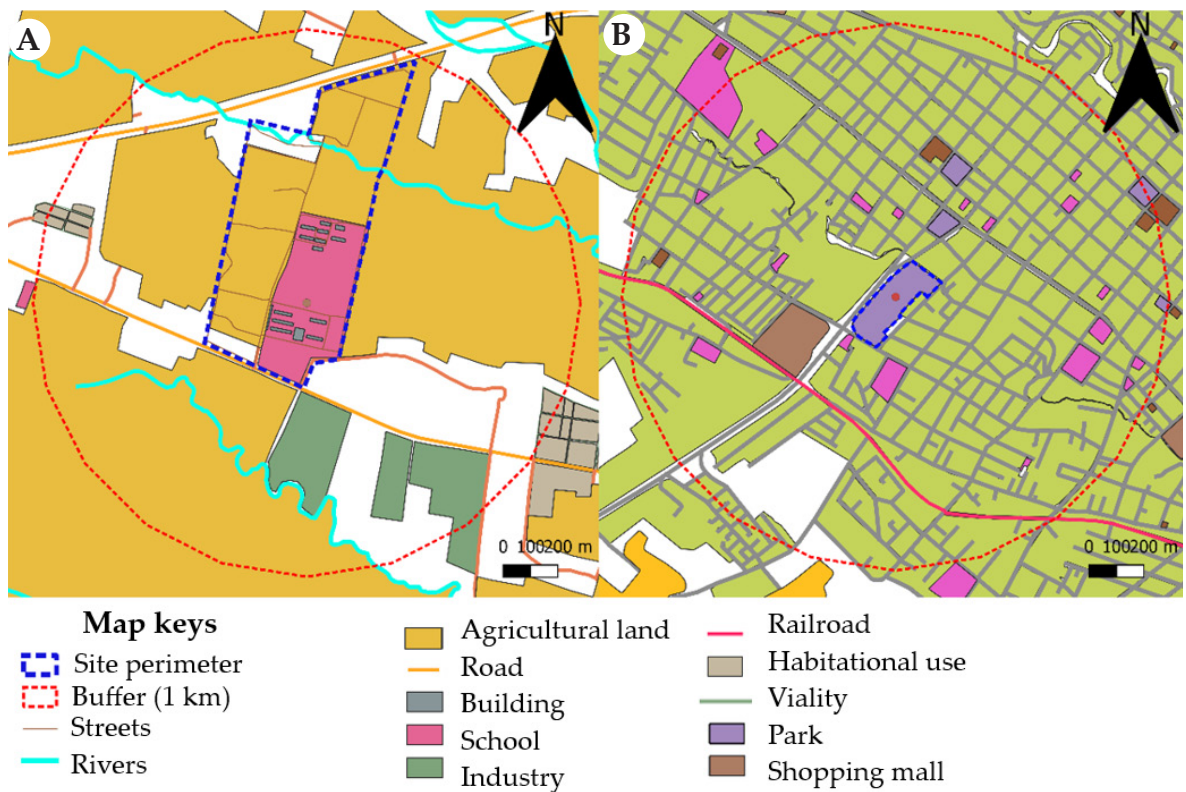 A
N
B
N
0 100200 m
0 100200 m
Map keys
Site perimeter
Buffer (1 km)
Streets
Rivers
Agricultural land
Road
Building
School
Industry
Railroad
Habitational use
Viality
Park
Shopping mall